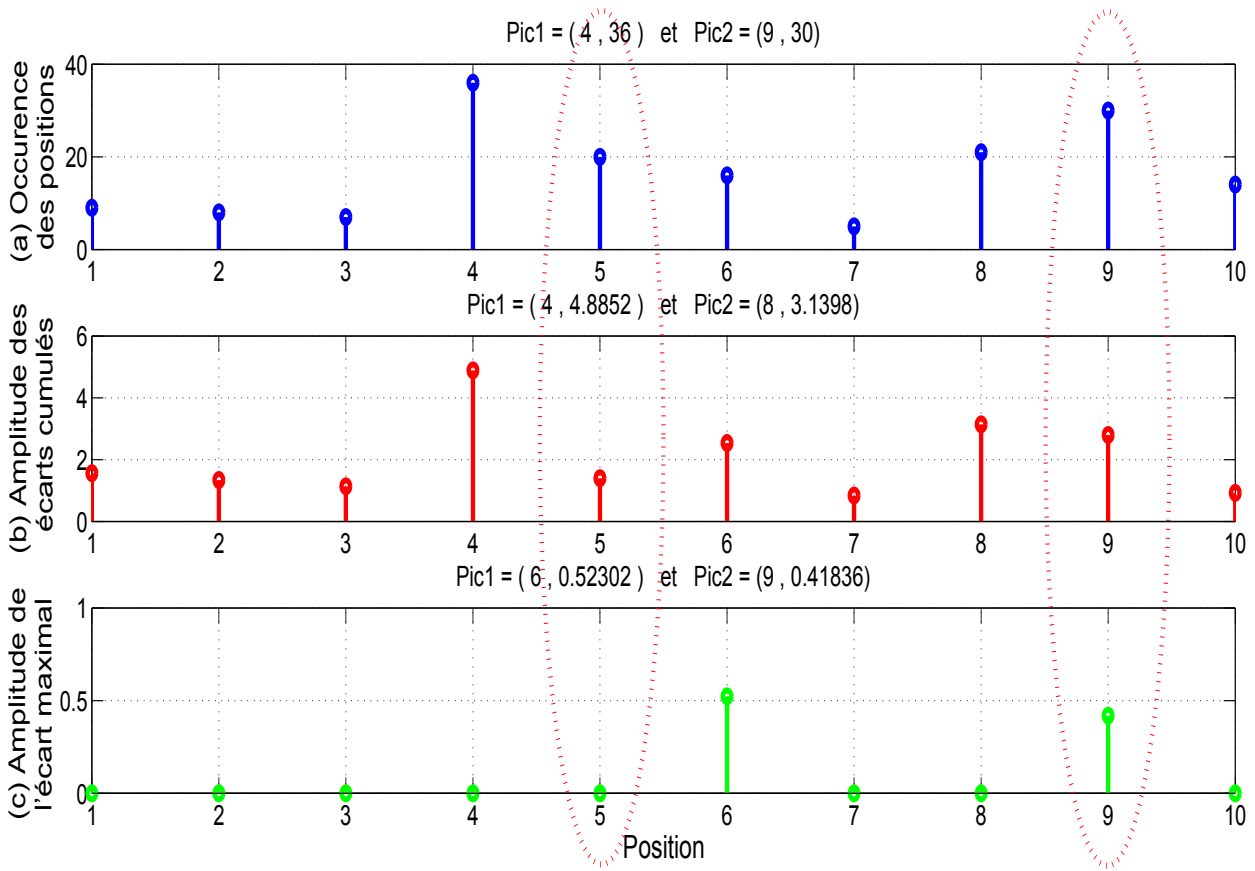 Pic1 = ( 4 , 36 ) et Pic2 = (9 , 30)
(a) Occurence
des positions
40
20
0
1 2 3 4 5 6 7 8 9 10
Pic1 = ( 4 , 4.8852 ) et Pic2 = (8 , 3.1398)
(b) Amplitude des
écarts cumulés
6
4
2
0
1 2 3 4 5 6 7 8 9 10
Pic1 = ( 6 , 0.52302 ) et Pic2 = (9 , 0.41836)
(c) Amplitude de
l'écart maximal
1
0.5
0
1 2 3 4 5 6 7 8 9 10
Position